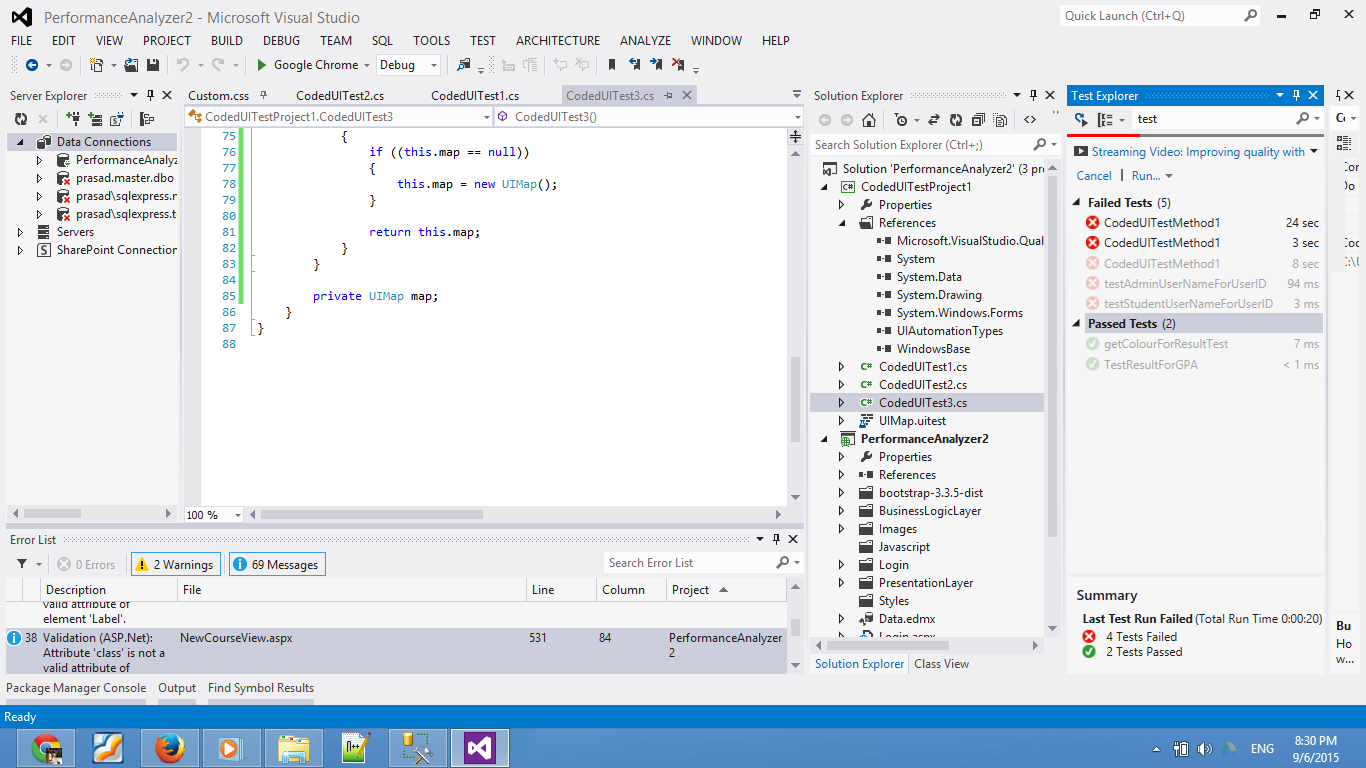 PerformanceAnalyzer2 - Microsoft Visual Studio
Quick Launch (Ctrl+Q)
FILE EDIT VIEW PROJECT BUILD DEBUG TEAM SQL TOOLS TEST ARCHITECTURE ANALYZE WINDOW HELP
Google Chrome Debug
Server Explorer
Data Connections
PerformanceAnalyz
prasad.master.dbo
prasad\sqlexpress.n
prasad\sqlexpress.t
Servers
SharePoint Connection
Custom.css CodedUITest2.cs CodedUITest1.cs CodedUITest3.cs
CodedUITestProject1.CodedUITest3 CodedUITest3()
75 {
76 if ((this.map == null))
77 {
78 this.map = new UIMap();
79 }
80
81 return this.map;
82 }
83 }
84
85 private UIMap map;
86 }
87 }
88
100 %
Error List
0 Errors 2 Warnings 69 Messages Search Error List
Description File Line Column Project
valid attribute of
element 'Label'.
38 Validation (ASP.Net): NewCourseView.aspx 531 84 PerformanceAnalyzer
Attribute 'class' is not a 2
valid attribute of
Package Manager Console Output Find Symbol Results
Solution Explorer
Search Solution Explorer (Ctrl+;)
Solution 'PerformanceAnalyzer2' (3 pr
CodedUITestProject1
Properties
References
Microsoft.VisualStudio.Qual
System
System.Data
System.Drawing
System.Windows.Forms
UIAutomationTypes
WindowsBase
C# CodedUITest1.cs
C# CodedUITest2.cs
C# CodedUITest3.cs
UIMap.uitest
PerformanceAnalyzer2
Properties
References
bootstrap-3.3.5-dist
BusinessLogicLayer
Images
Javascript
Login
PresentationLayer
Styles
Data.edmx
Login.aspx
Solution Explorer Class View
Test Explorer
test
Streaming Video: Improving quality with
Cancel Run...
Failed Tests (5)
CodedUITestMethod1 24 sec
CodedUITestMethod1 3 sec
CodedUITestMethod1 8 sec
testAdminUserNameForUserID 94 ms
testStudentUserNameForUserID 3 ms
Passed Tests (2)
getColourForResultTest 7 ms
TestResultForGPA < 1 ms
Summary
Last Test Run Failed (Total Run Time 0:00:20)
4 Tests Failed
2 Tests Passed
Do
Bu
Ho
w...
Ready
ENG
8:30 PM
9/6/2015